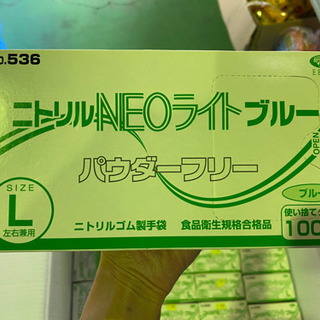 o.536
ニトリルNEOライト ブルー
OPEN
パウダーフリー
SIZE
L
左右兼用
ブルー
ニトリルゴム製手袋 食品衛生規格合格品
使い捨て
100